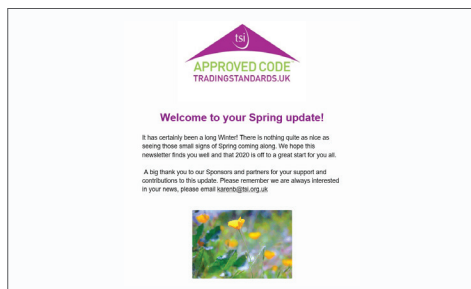 tsi
APPROVED CODE
TRADINGSTANDARDS.UK
Welcome to your Spring update!
It has certainly been a long Winter! There is nothing quite as nice as
seeing those small signs of Spring coming along. We hope this
newsletter finds you well and that 2020 is off to a great start for you all.
A big thank you to our Sponsors and partners for your support and
contributions to this update. Please remember we are always interested
in your news, please email karenb@tsi.org.uk